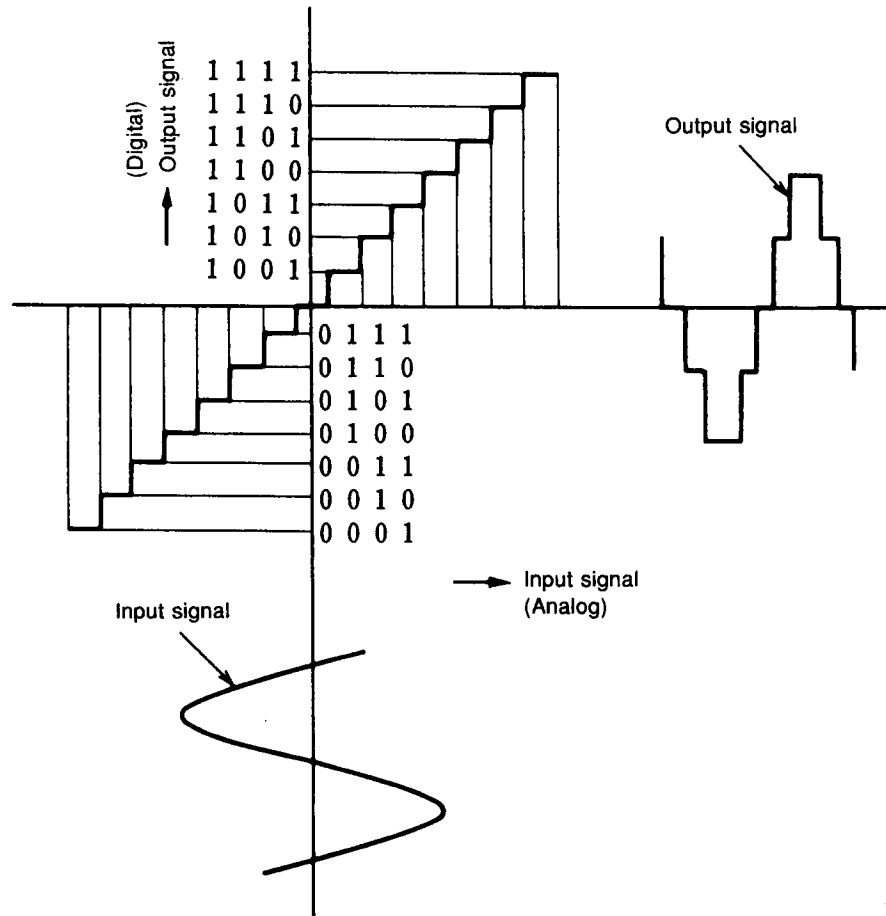 (Digital)
Output signal
1 1 1 1
1 1 1 0
1 1 0 1
1 1 0 0
1 0 1 1
1 0 1 0
1 0 0 1
Output signal
0 1 1 1
0 1 1 0
0 1 0 1
0 1 0 0
0 0 1 1
0 0 1 0
0 0 0 1
Input signal
(Analog)
Input signal